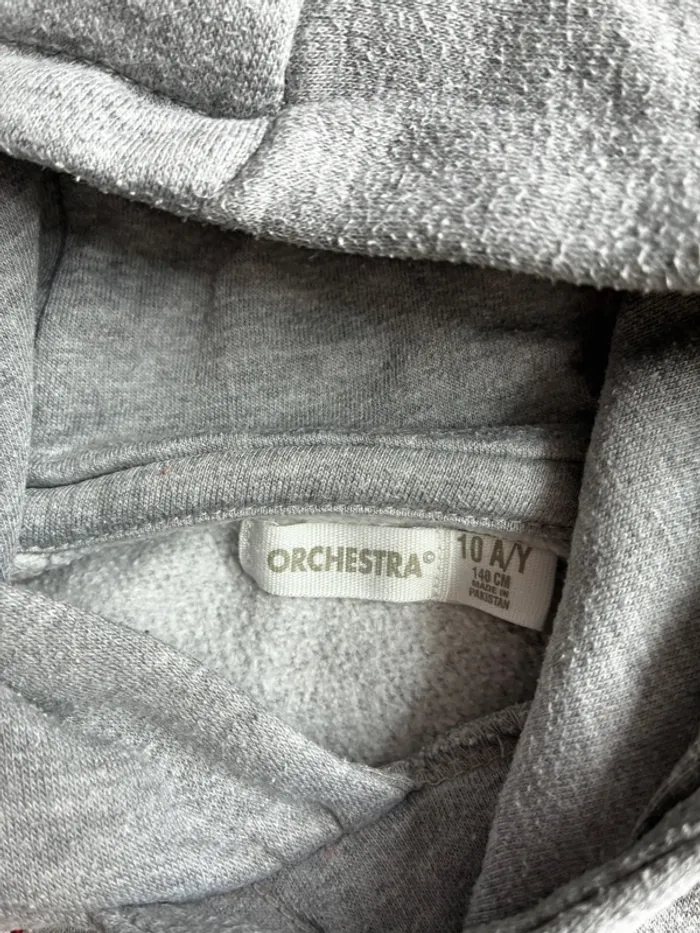 ORCHESTRA©
10 A/Y
140 CM
MADE IN
PAKISTAN